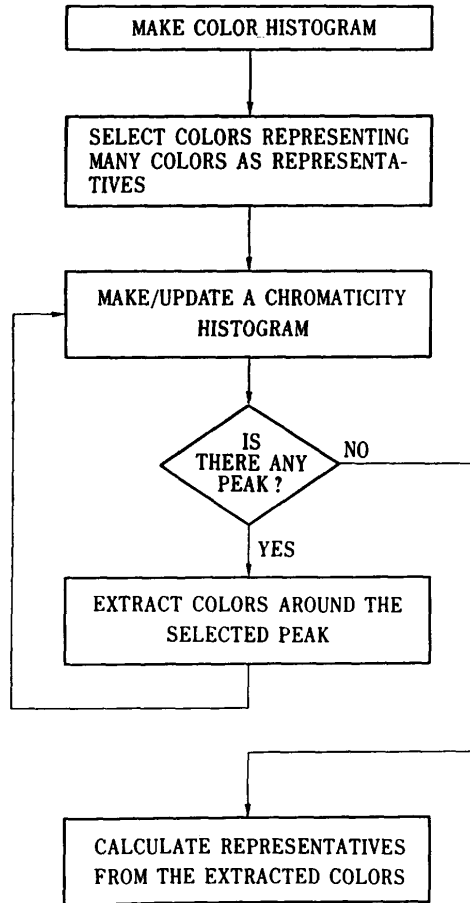 MAKE COLOR HISTOGRAM
SELECT COLORS REPRESENTING
MANY COLORS AS REPRESENTA-
TIVES
MAKE/UPDATE A CHROMATICITY
HISTOGRAM
IS
THERE ANY
PEAK?
NO
YES
EXTRACT COLORS AROUND THE
SELECTED PEAK
CALCULATE REPRESENTATIVES
FROM THE EXTRACTED COLORS